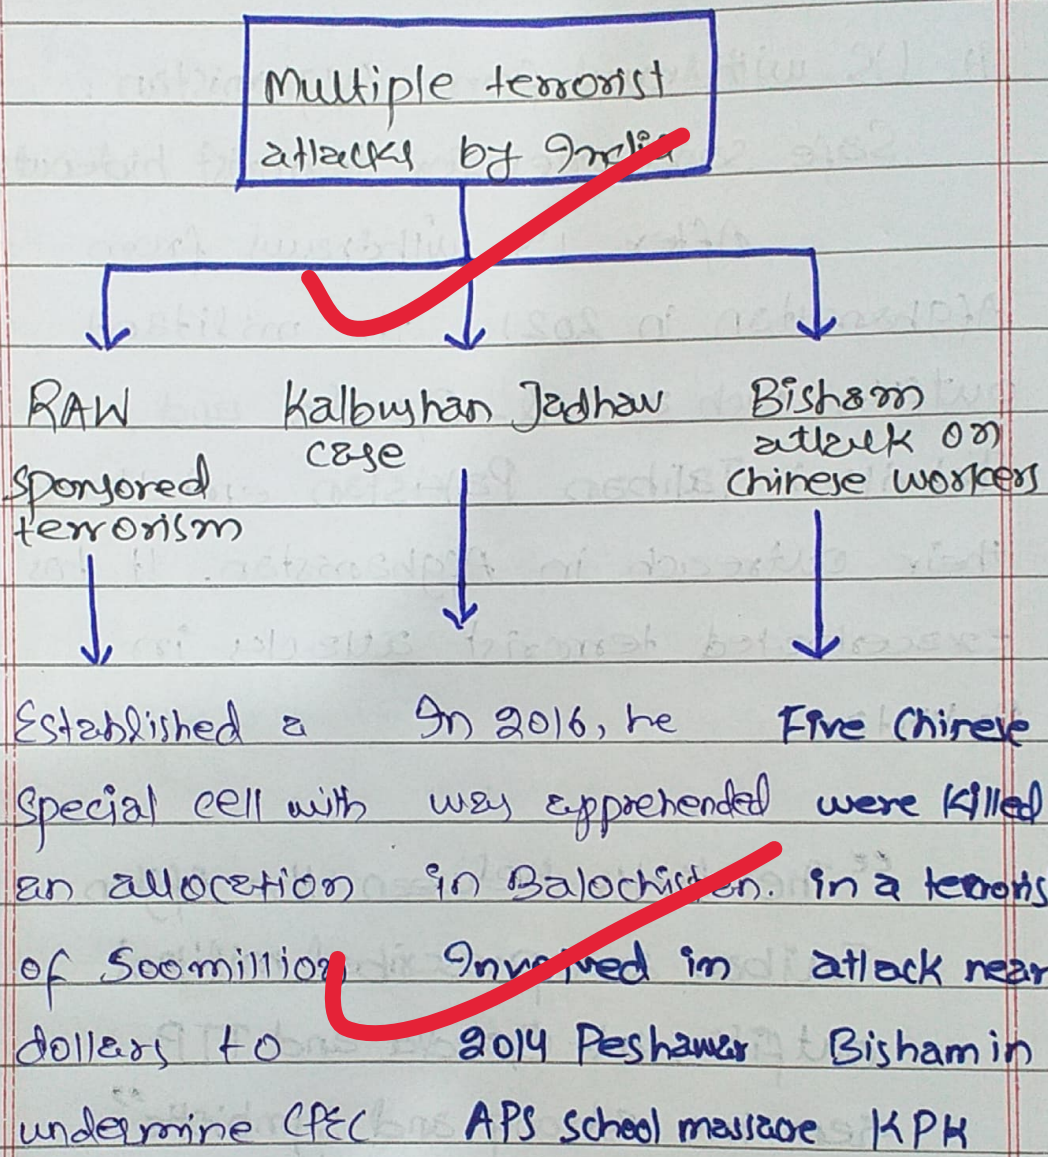 Multiple terrorist
attacks by India
RAW
sponsored
terrorism
Kalbushan Jadhav
case
Bisham
attack on
Chinese workers
Established a
special cell with
an allocation
of 500 million
dollars to
undermine CPEC
In 2016, he
was apprehended
in Balochistan.
Involved in
2014 Peshawar
APS school massacre
Five Chinese
were killed
in a terroris
attack near
Bisham in
KPK